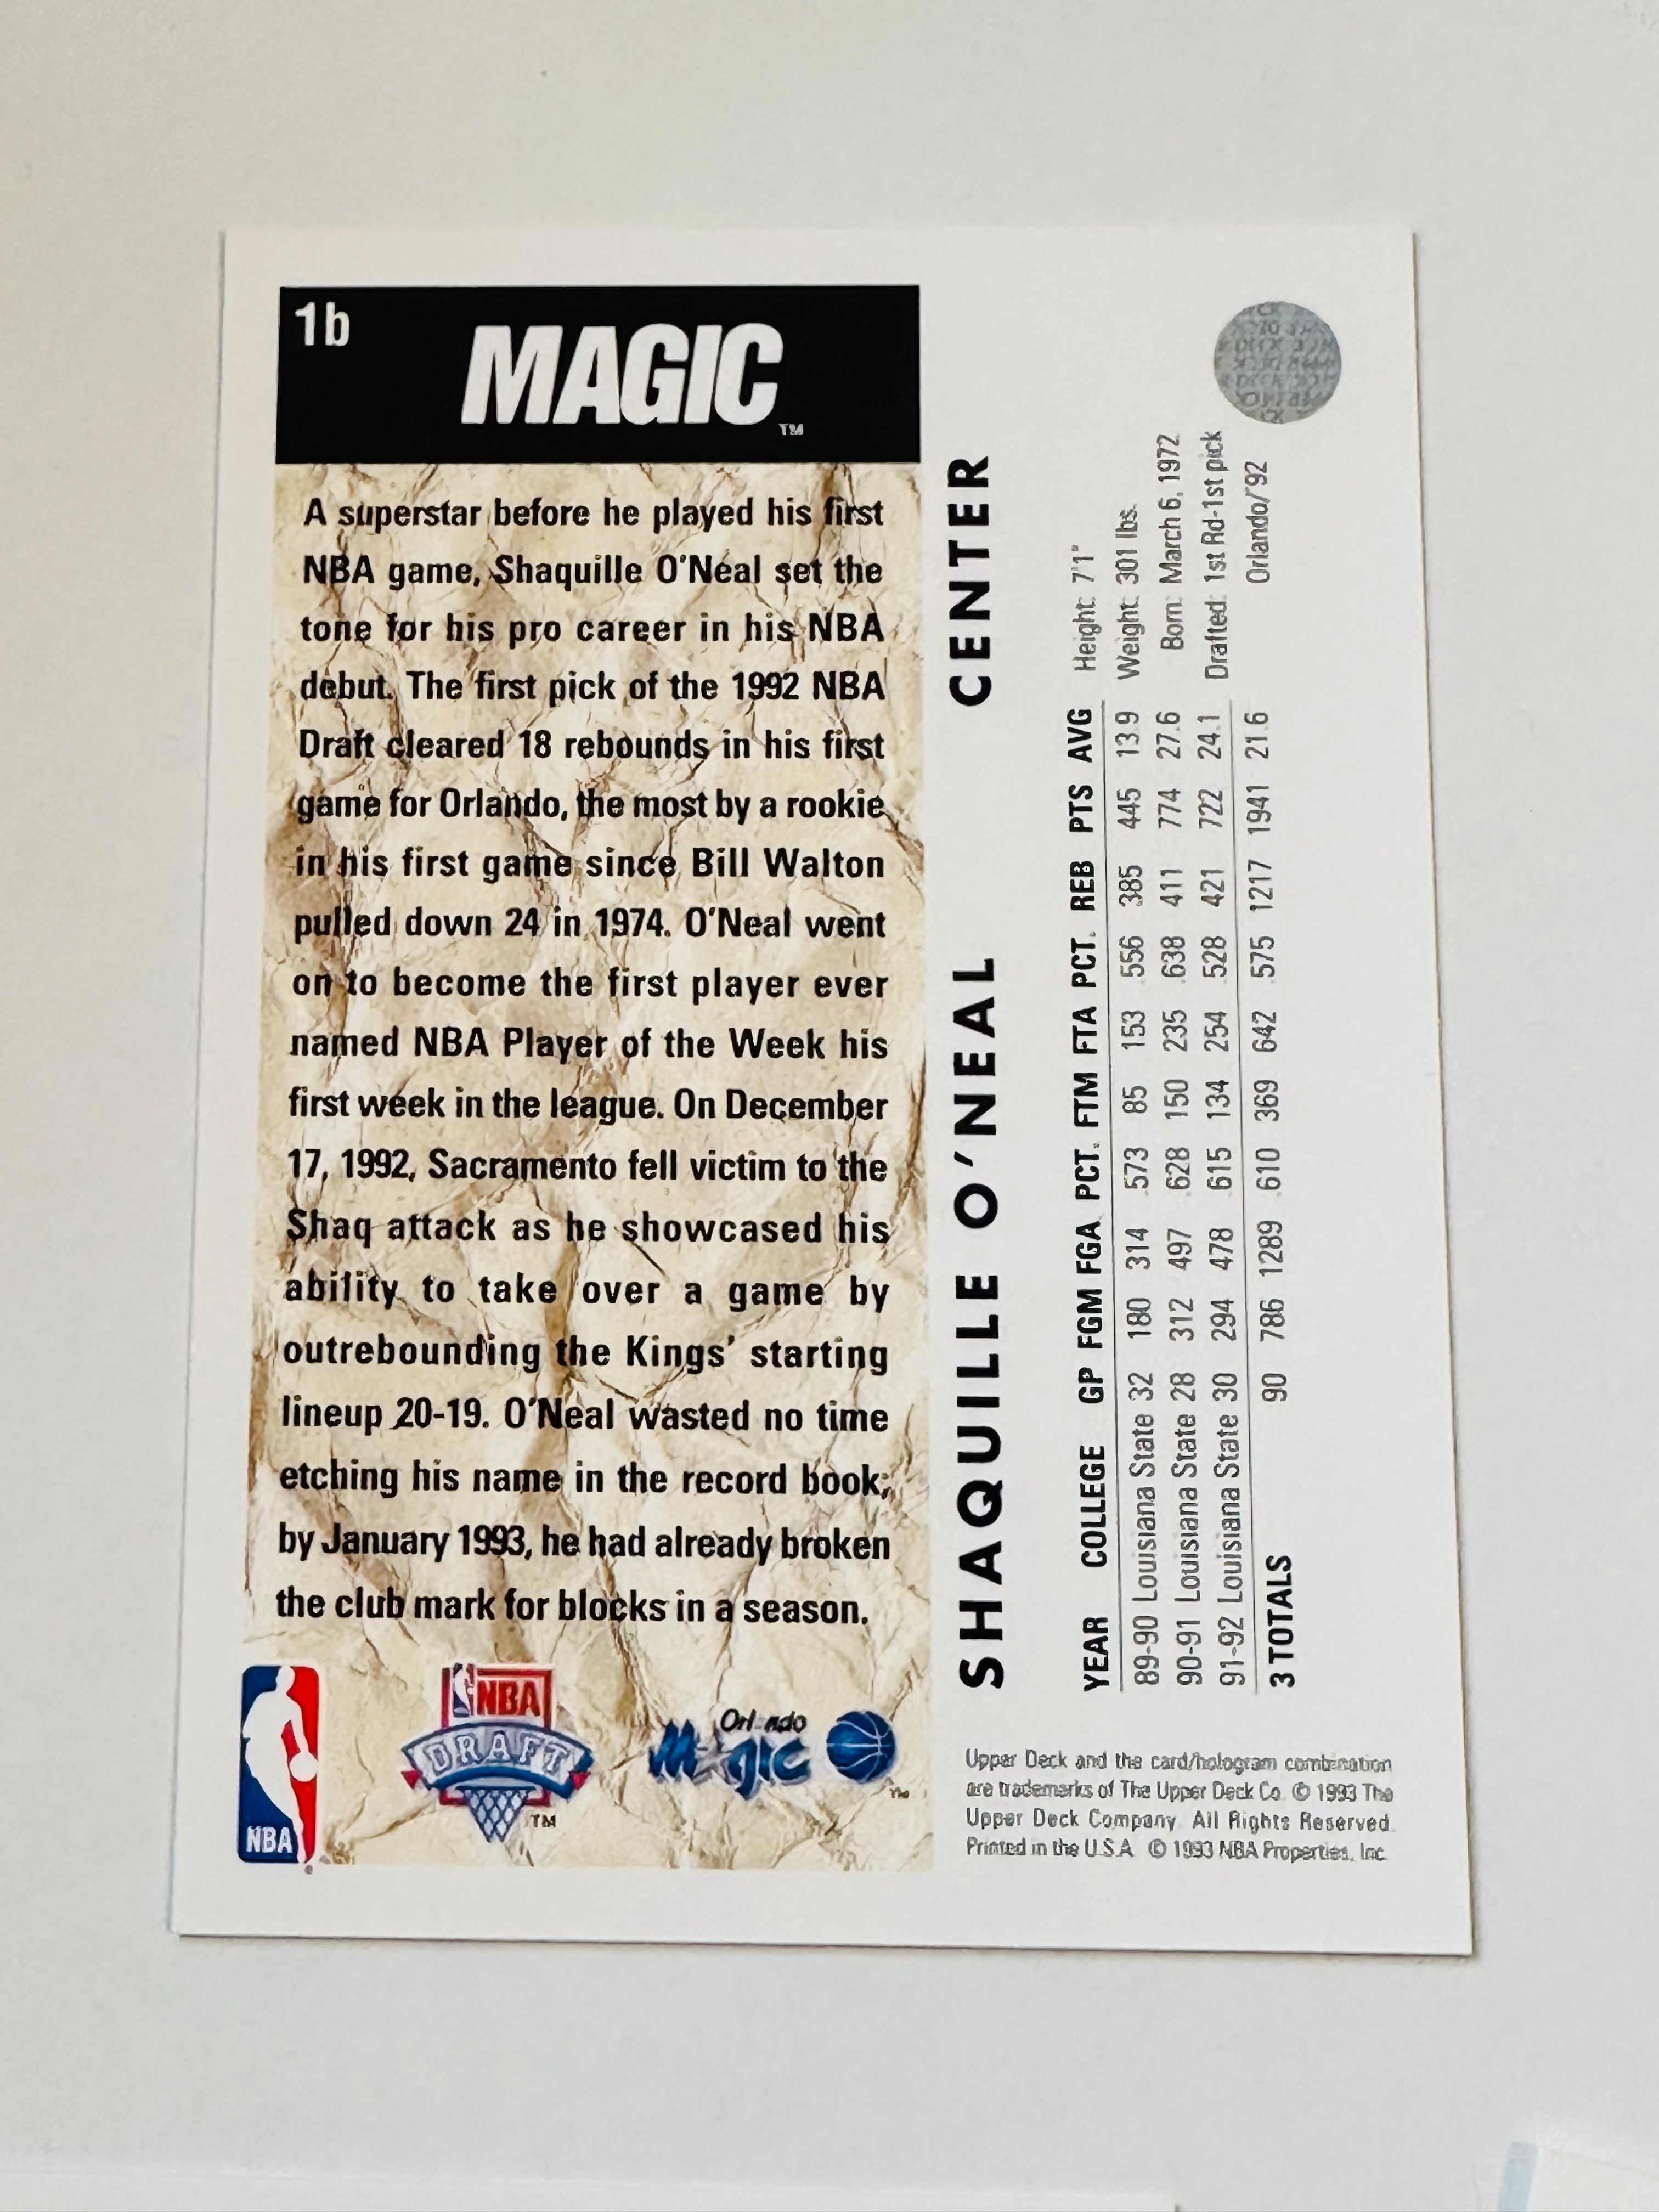 1b
MAGIC
TM
A superstar before he played his first
NBA game, Shaquille O'Neal set the
tone for his pro career in his NBA
debut. The first pick of the 1992 NBA
Draft cleared 18 rebounds in his first
game for Orlando, the most by a rookie
in his first game since Bill Walton
pulled down 24 in 1974. O'Neal went
on to become the first player ever
named NBA Player of the Week his
first week in the league. On December
17, 1992, Sacramento fell victim to the
Shaq attack as he showcased his
ability to take over a game by
outrebounding the Kings' starting
lineup 20-19. O'Neal wasted no time
etching his name in the record book;
by January 1993, he had already broken
the club mark for blocks in a season.
NBA
NBA
DRAFT
TM
Orlando
Magic
TM
SHAQUILLE O'NEAL CENTER
YEAR COLLEGE GP FGM FGA PCT. FTM FTA PCT. REB PTS AVG
89-90 Louisiana State 32 180 314 .573 85 153 .556 385 445 13.9
90-91 Louisiana State 28 312 497 .628 150 235 .638 411 774 27.6
91-92 Louisiana State 30 294 478 .615 134 254 .528 421 722 24.1
3 TOTALS 90 786 1289 .610 369 642 .575 1217 1941 21.6
Height: 7'1"
Weight: 301 lbs.
Born: March 6, 1972
Drafted: 1st Rd-1st pick
Orlando/'92
Upper Deck and the card/hologram combination
are trademarks of The Upper Deck Co. © 1993 The
Upper Deck Company. All Rights Reserved.
Printed in the U.S.A. © 1993 NBA Properties, Inc.